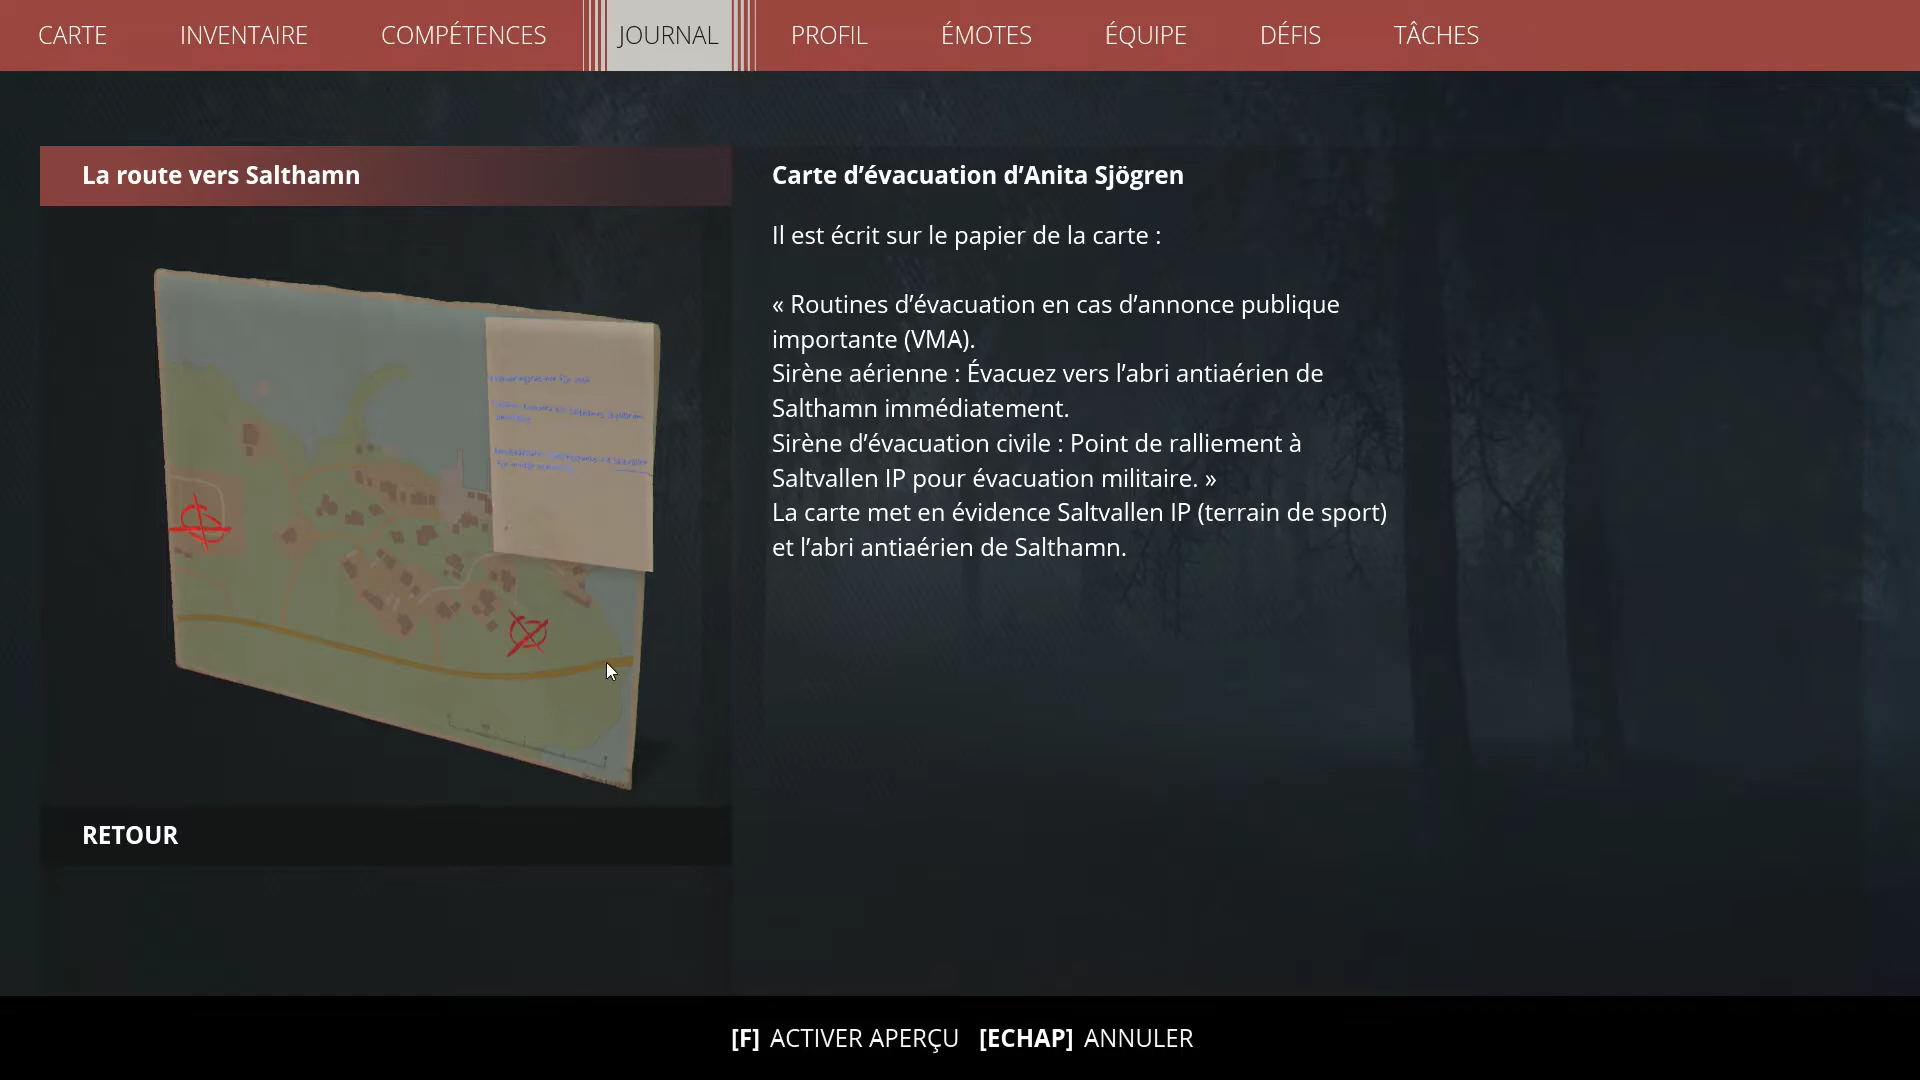 CARTE INVENTAIRE COMPÉTENCES JOURNAL PROFIL ÉMOTES ÉQUIPE DÉFIS TÂCHES
La route vers Salthamn
RETOUR
Carte d’évacuation d’Anita Sjögren
Il est écrit sur le papier de la carte :
« Routines d’évacuation en cas d’annonce publique
importante (VMA).
Sirène aérienne : Évacuez vers l’abri antiaérien de
Salthamn immédiatement.
Sirène d’évacuation civile : Point de ralliement à
Saltvallen IP pour évacuation militaire. »
La carte met en évidence Saltvallen IP (terrain de sport)
et l’abri antiaérien de Salthamn.
[F] ACTIVER APERÇU [ECHAP] ANNULER